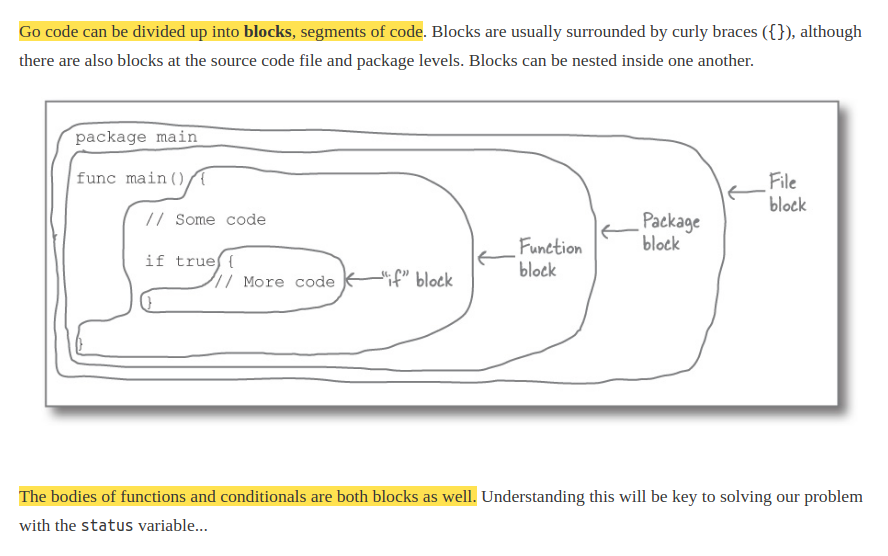 Go code can be divided up into blocks, segments of code. Blocks are usually surrounded by curly braces ({}), although
there are also blocks at the source code file and package levels. Blocks can be nested inside one another.
package main
func main() {
// Some code
if true {
// More code
}
}
"if" block
Function
block
Package
block
File
block
The bodies of functions and conditionals are both blocks as well. Understanding this will be key to solving our problem
with the status variable...